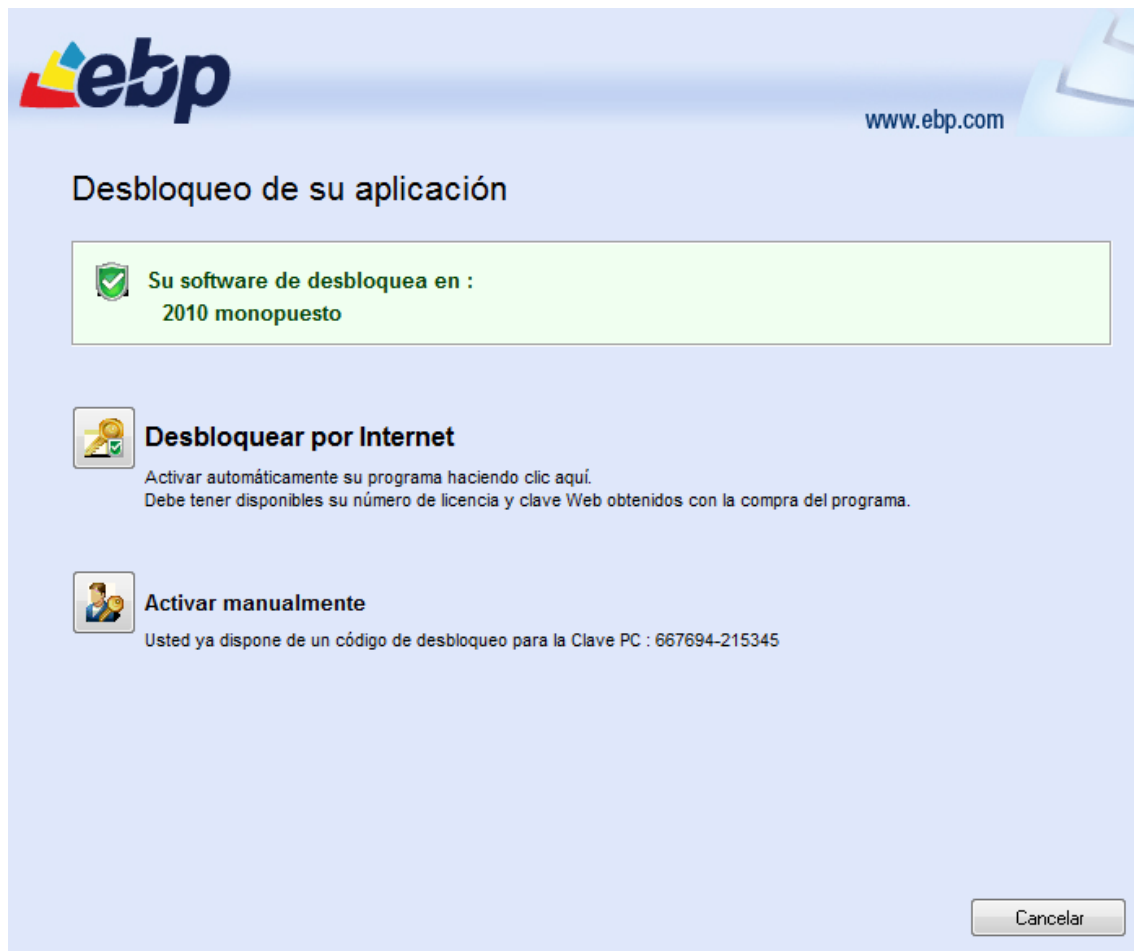 ebp
www.ebp.com
Desbloqueo de su aplicación
Su software de desbloquea en :
2010 monopuesto
Desbloquear por Internet
Activar automáticamente su programa haciendo clic aquí.
Debe tener disponibles su número de licencia y clave Web obtenidos con la compra del programa.
Activar manualmente
Usted ya dispone de un código de desbloqueo para la Clave PC : 667694-215345
Cancelar